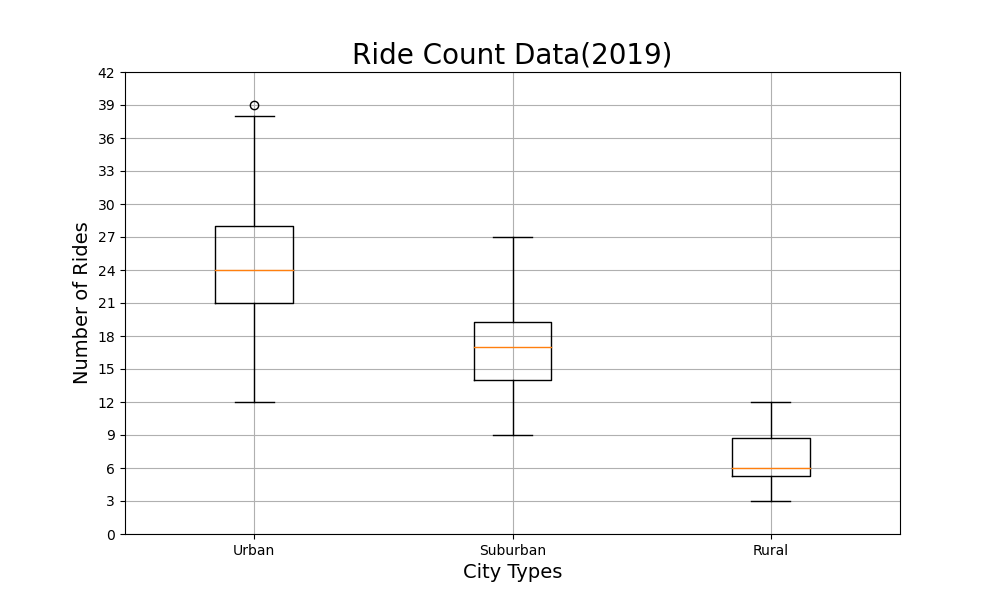 Ride Count Data(2019)
42
39
36
33
30
27
24
21
18
15
12
9
6
3
0
Number of Rides
Urban
Suburban
Rural
City Types